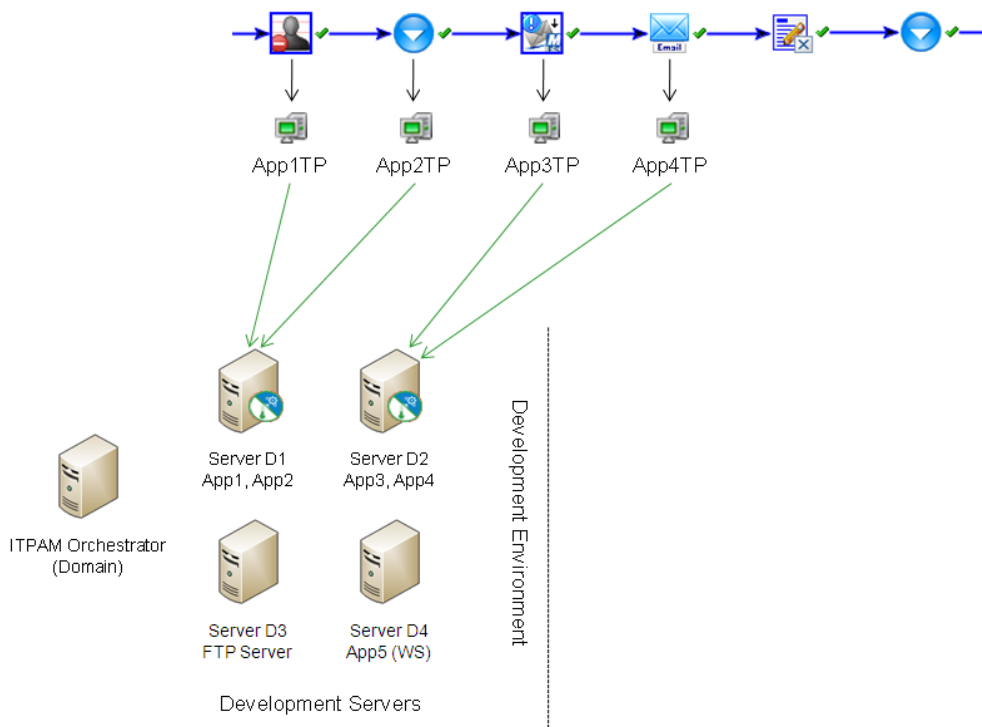 Email
App1TP
App2TP
App3TP
App4TP
Server D1
App1, App2
Server D2
App3, App4
Development Environment
ITPAM Orchestrator
(Domain)
Server D3
FTP Server
Server D4
App5 (WS)
Development Servers